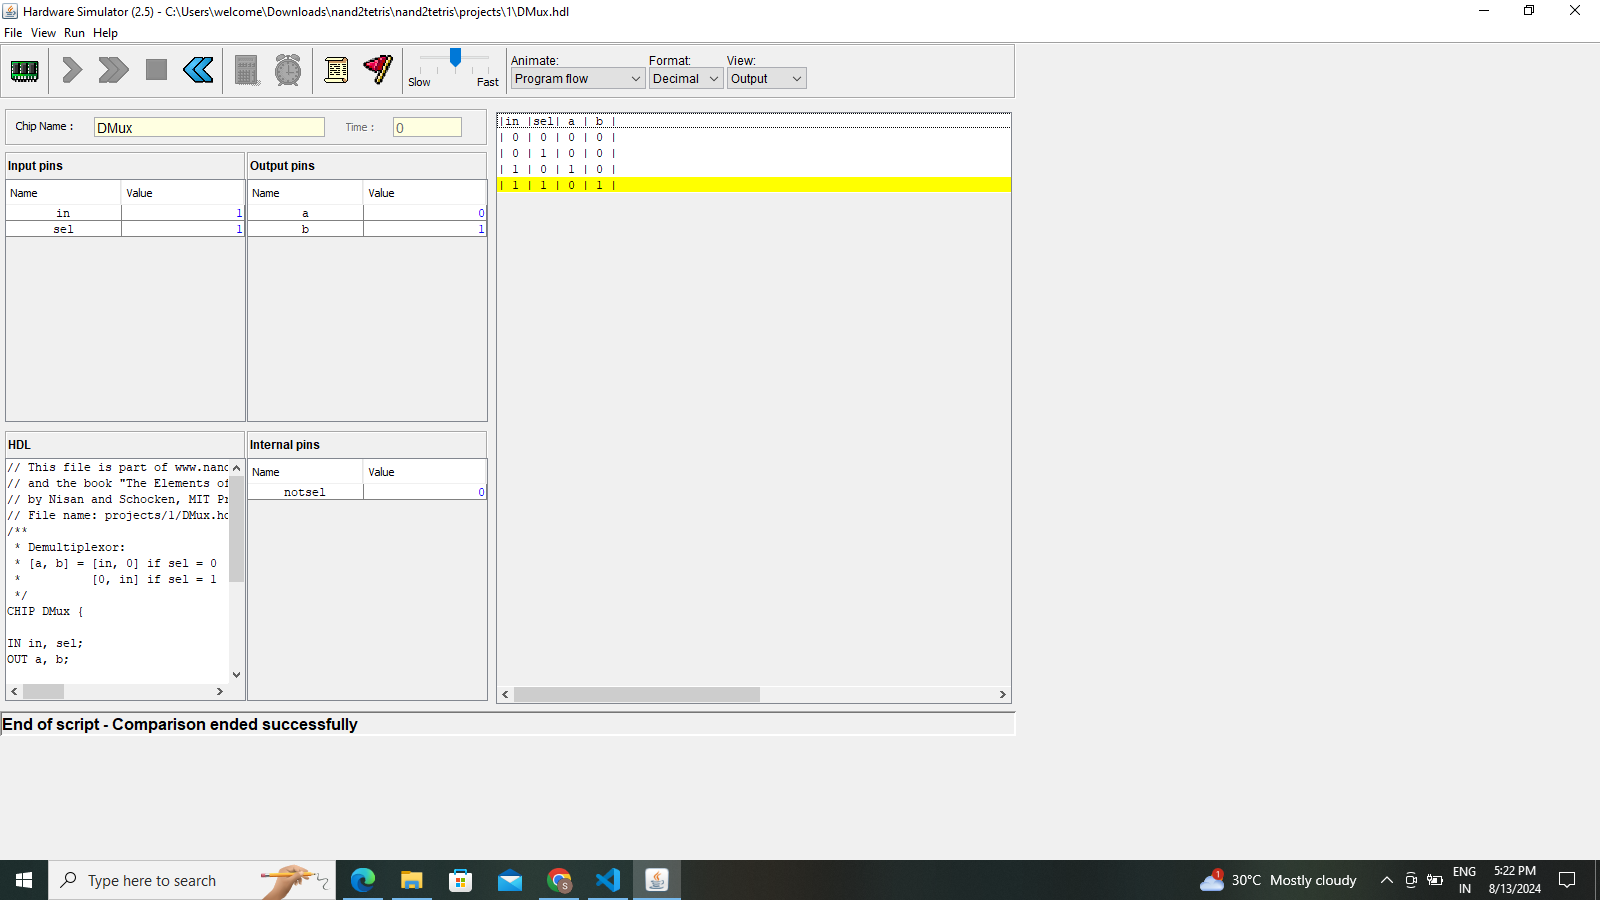 Hardware Simulator (2.5) - C:\Users\welcome\Downloads\nand2tetris\nand2tetris\projects\1\DMux.hdl
File View Run Help
Slow Fast
Animate: Format: View:
Program flow Decimal Output
Chip Name : DMux Time : 0
Input pins
Name Value
in 1
sel 1
Output pins
Name Value
a 0
b 1
|in |sel| a | b |
| 0 | 0 | 0 | 0 |
| 0 | 1 | 0 | 0 |
| 1 | 0 | 1 | 0 |
| 1 | 1 | 0 | 1 |
HDL
// This file is part of www.nand
// and the book "The Elements of
// by Nisan and Schocken, MIT Pr
// File name: projects/1/DMux.hd
/**
* Demultiplexor:
* [a, b] = [in, 0] if sel = 0
* [0, in] if sel = 1
*/
CHIP DMux {
IN in, sel;
OUT a, b;
Internal pins
Name Value
notsel 0
End of script - Comparison ended successfully
Type here to search
S
1
30°C Mostly cloudy
ENG
IN
5:22 PM
8/13/2024